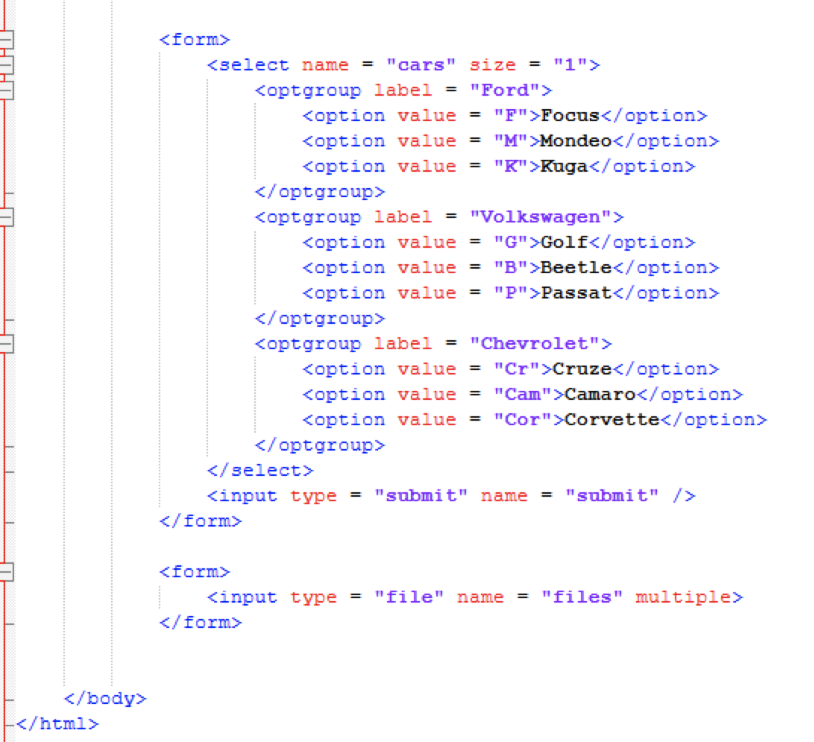 <form>
<select name = "cars" size = "1">
<optgroup label = "Ford">
<option value = "F">Focus</option>
<option value = "M">Mondeo</option>
<option value = "K">Kuga</option>
</optgroup>
<optgroup label = "Volkswagen">
<option value = "G">Golf</option>
<option value = "B">Beetle</option>
<option value = "P">Passat</option>
</optgroup>
<optgroup label = "Chevrolet">
<option value = "Cr">Cruze</option>
<option value = "Cam">Camaro</option>
<option value = "Cor">Corvette</option>
</optgroup>
</select>
<input type = "submit" name = "submit" />
</form>
<form>
<input type = "file" name = "files" multiple>
</form>
</body>
</html>